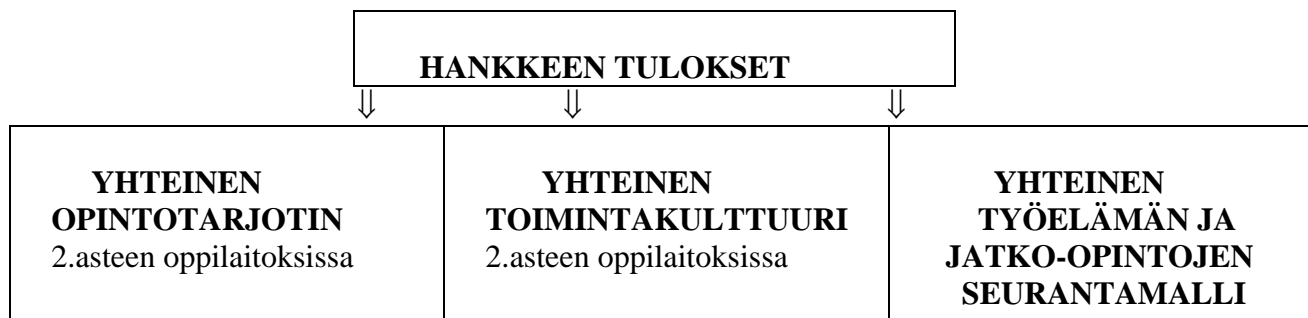 HANKKEEN TULOKSET
⇓ ⇓ ⇓
YHTEINEN
OPINTOTARJOTIN
2.asteen oppilaitoksissa
YHTEINEN
TOIMINTAKULTTUURI
2.asteen oppilaitoksissa
YHTEINEN
TYÖELÄMÄN JA
JATKO-OPINTOJEN
SEURANTAMALLI